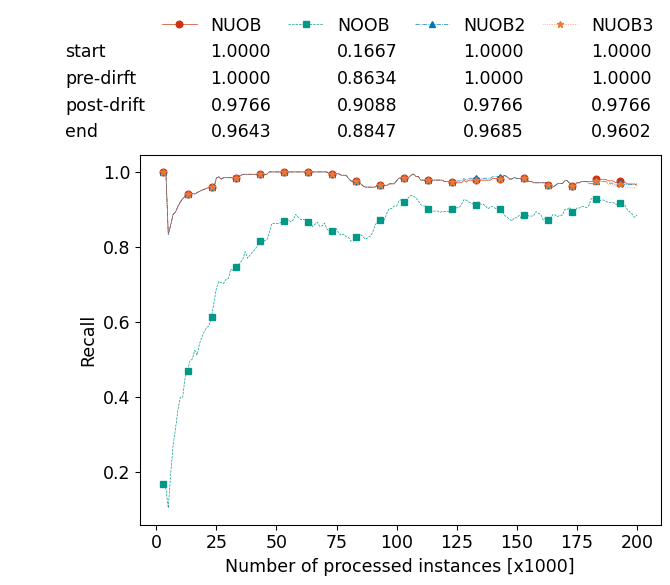 NUOB NOOB NUOB2 NUOB3
start 1.0000 0.1667 1.0000 1.0000
pre-dirft 1.0000 0.8634 1.0000 1.0000
post-drift 0.9766 0.9088 0.9766 0.9766
end 0.9643 0.8847 0.9685 0.9602
1.0
0.8
0.6
0.4
0.2
Recall
0 25 50 75 100 125 150 175 200
Number of processed instances [x1000]